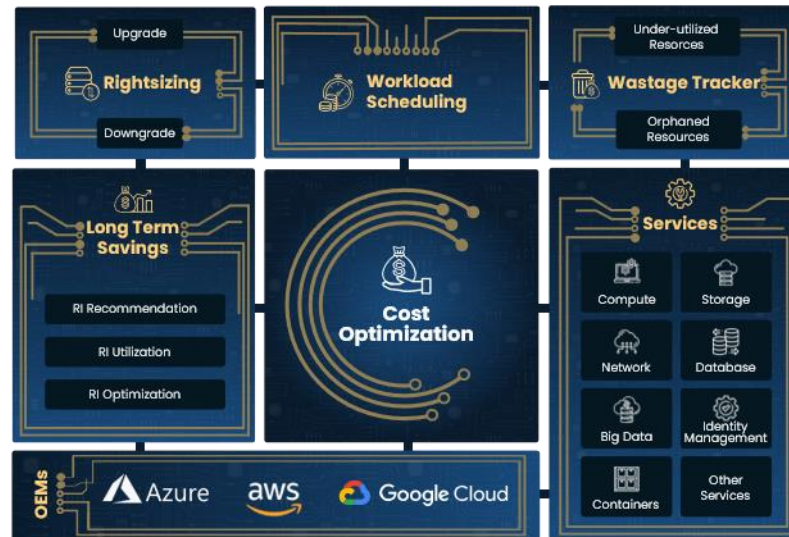 Upgrade
Rightsizing
Downgrade
Workload
Scheduling
Under-utilized
Resorces
Wastage Tracker
Orphaned
Resources
Long Term
Savings
RI Recommendation
RI Utilization
RI Optimization
Cost
Optimization
Services
Compute
Storage
Network
Database
Big Data
Identity
Management
Containers
Other
Services
OEMs
Azure
aws
Google Cloud